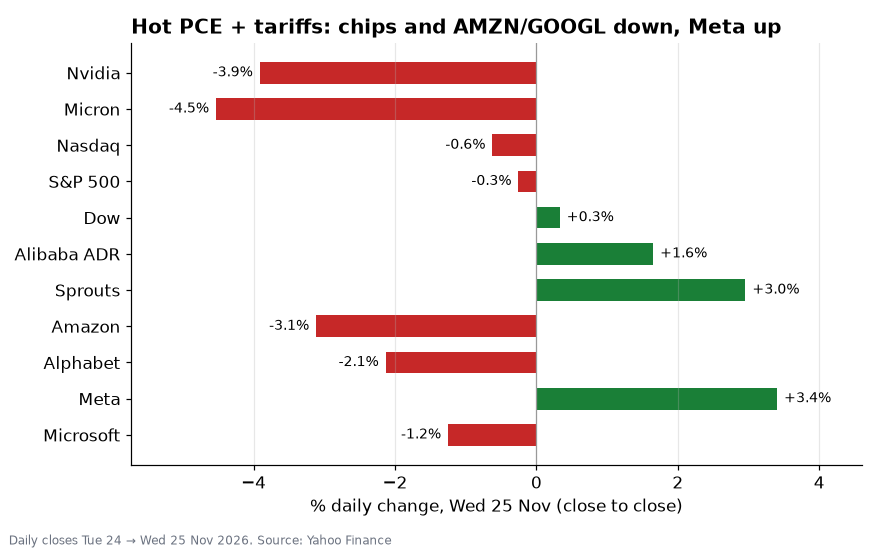 Hot PCE + tariffs: chips and AMZN/GOOGL down, Meta up
Nvidia -3.9%
Micron -4.5%
Nasdaq -0.6%
S&P 500 -0.3%
Dow +0.3%
Alibaba ADR +1.6%
Sprouts +3.0%
Amazon -3.1%
Alphabet -2.1%
Meta +3.4%
Microsoft -1.2%
−4 −2 0 2 4
% daily change, Wed 25 Nov (close to close)
Daily closes Tue 24 → Wed 25 Nov 2026. Source: Yahoo Finance